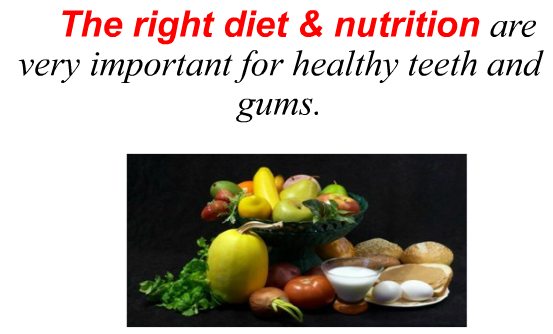 The right diet & nutrition are
very important for healthy teeth and
gums.